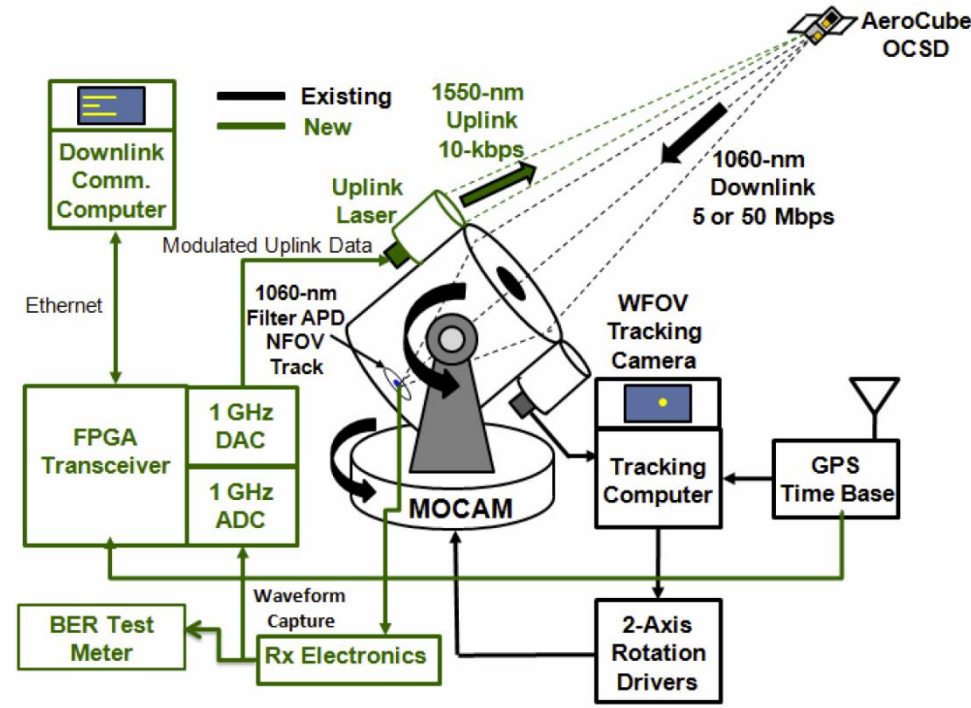 AeroCube
OCSD
Existing
New
1550-nm
Uplink
10-kbps
1060-nm
Downlink
5 or 50 Mbps
Downlink
Comm.
Computer
Uplink
Laser
Modulated Uplink Data
Ethernet
1060-nm
Filter APD
NFOV
Track
WFOV
Tracking
Camera
FPGA
Transceiver
1 GHz
DAC
1 GHz
ADC
MOCAM
Tracking
Computer
GPS
Time Base
Waveform
Capture
BER Test
Meter
Rx Electronics
2-Axis
Rotation
Drivers